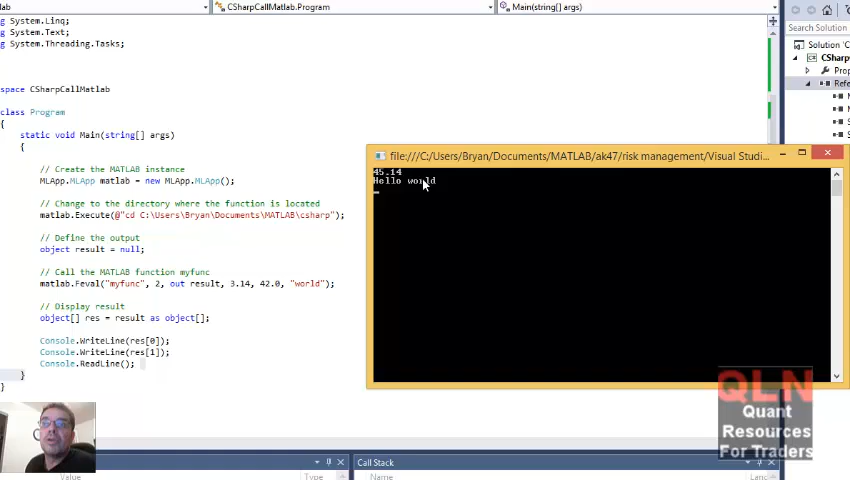 lab
CSharpCallMatlab.Program
Main(string[] args)
g System.Linq;
g System.Text;
g System.Threading.Tasks;
space CSharpCallMatlab
class Program
{
static void Main(string[] args)
{
// Create the MATLAB instance
MLApp.MLApp matlab = new MLApp.MLApp();
// Change to the directory where the function is located
matlab.Execute(@"cd C:\Users\Bryan\Documents\MATLAB\csharp");
// Define the output
object result = null;
// Call the MATLAB function myfunc
matlab.Feval("myfunc", 2, out result, 3.14, 42.0, "world");
// Display result
object[] res = result as object[];
Console.WriteLine(res[0]);
Console.WriteLine(res[1]);
Console.ReadLine();
}
}
file:///C:/Users/Bryan/Documents/MATLAB/ak47/risk management/Visual Studi...
45.14
Hello world
Search Solution
Solution 'C
CSharp
Prop
Refe
QLN
Quant
Resources
For Traders
Value
Type
Call Stack
Name
Lang